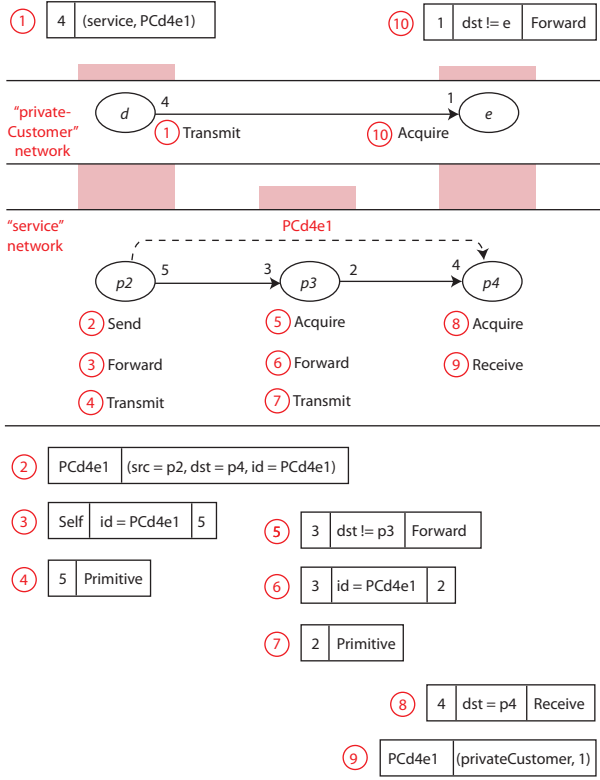 1 4 (service, PCd4e1) 10 1 dst != e Forward
"private-
Customer"
network
d 4 1 e
1 Transmit 10 Acquire
"service"
network
PCd4e1
p2 5 3 p3 2 4 p4
2 Send 5 Acquire 8 Acquire
3 Forward 6 Forward 9 Receive
4 Transmit 7 Transmit
2 PCd4e1 (src = p2, dst = p4, id = PCd4e1)
3 Self id = PCd4e1 5
5 3 dst != p3 Forward
4 5 Primitive
6 3 id = PCd4e1 2
7 2 Primitive
8 4 dst = p4 Receive
9 PCd4e1 (privateCustomer, 1)